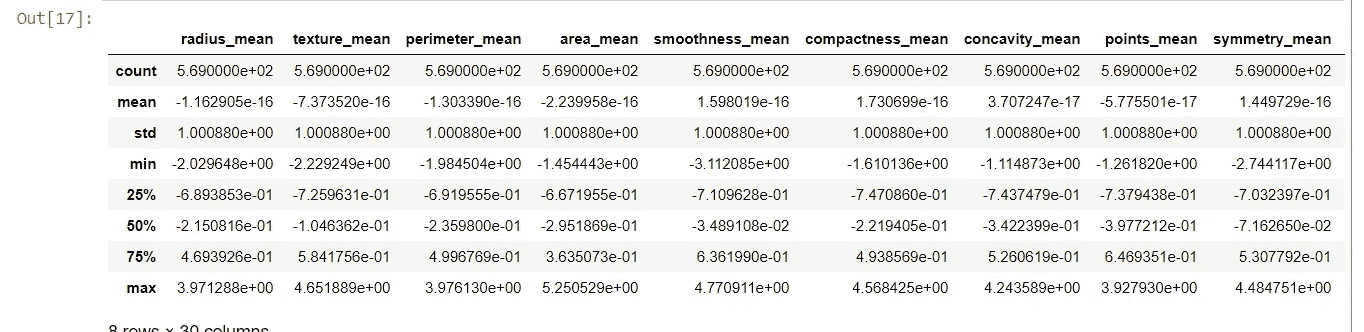 Out[17]:
radius_mean texture_mean perimeter_mean area_mean smoothness_mean compactness_mean concavity_mean points_mean symmetry_mean
count 5.690000e+02 5.690000e+02 5.690000e+02 5.690000e+02 5.690000e+02 5.690000e+02 5.690000e+02 5.690000e+02 5.690000e+02
mean -1.162905e-16 -7.373520e-16 -1.303390e-16 -2.239958e-16 1.598019e-16 1.730699e-16 3.707247e-17 -5.775501e-17 1.449729e-16
std 1.000880e+00 1.000880e+00 1.000880e+00 1.000880e+00 1.000880e+00 1.000880e+00 1.000880e+00 1.000880e+00 1.000880e+00
min -2.029648e+00 -2.229249e+00 -1.984504e+00 -1.454443e+00 -3.112085e+00 -1.610136e+00 -1.114873e+00 -1.261820e+00 -2.744117e+00
25% -6.893853e-01 -7.259631e-01 -6.919555e-01 -6.671955e-01 -7.109628e-01 -7.470860e-01 -7.437479e-01 -7.379438e-01 -7.032397e-01
50% -2.150816e-01 -1.046362e-01 -2.359800e-01 -2.951869e-01 -3.489108e-02 -2.219405e-01 -3.422399e-01 -3.977212e-01 -7.162650e-02
75% 4.693926e-01 5.841756e-01 4.996769e-01 3.635073e-01 6.361990e-01 4.938569e-01 5.260619e-01 6.469351e-01 5.307792e-01
max 3.971288e+00 4.651889e+00 3.976130e+00 5.250529e+00 4.770911e+00 4.568425e+00 4.243589e+00 3.927930e+00 4.484751e+00
8 rows × 30 columns